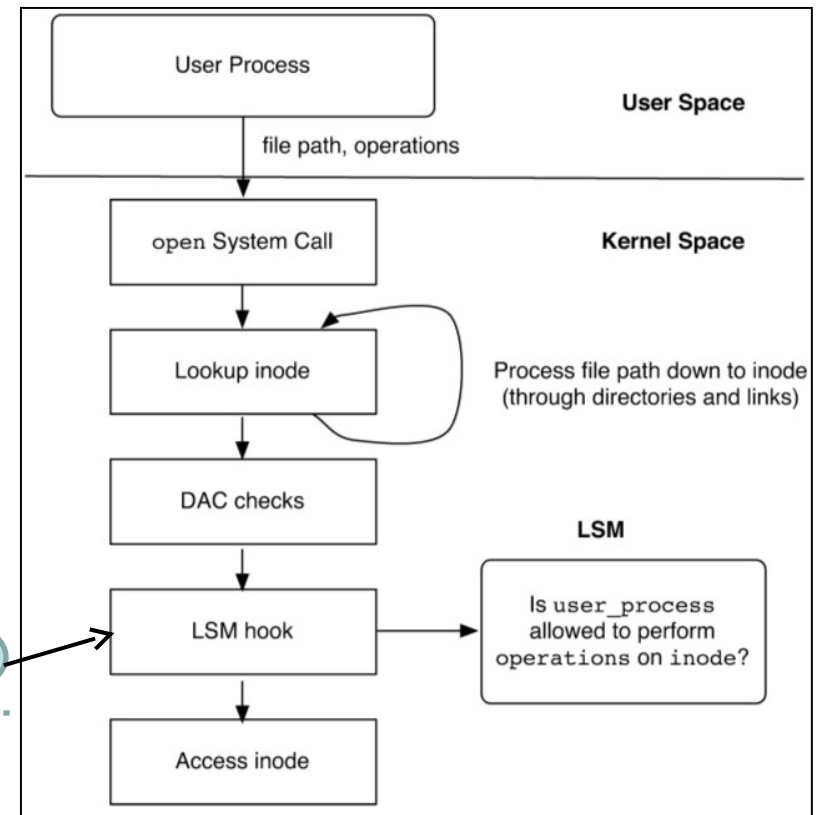 User Process
User Space
file path, operations
open System Call
Kernel Space
Lookup inode
Process file path down to inode
(through directories and links)
DAC checks
LSM
LSM hook
Is user_process
allowed to perform
operations on inode?
Access inode